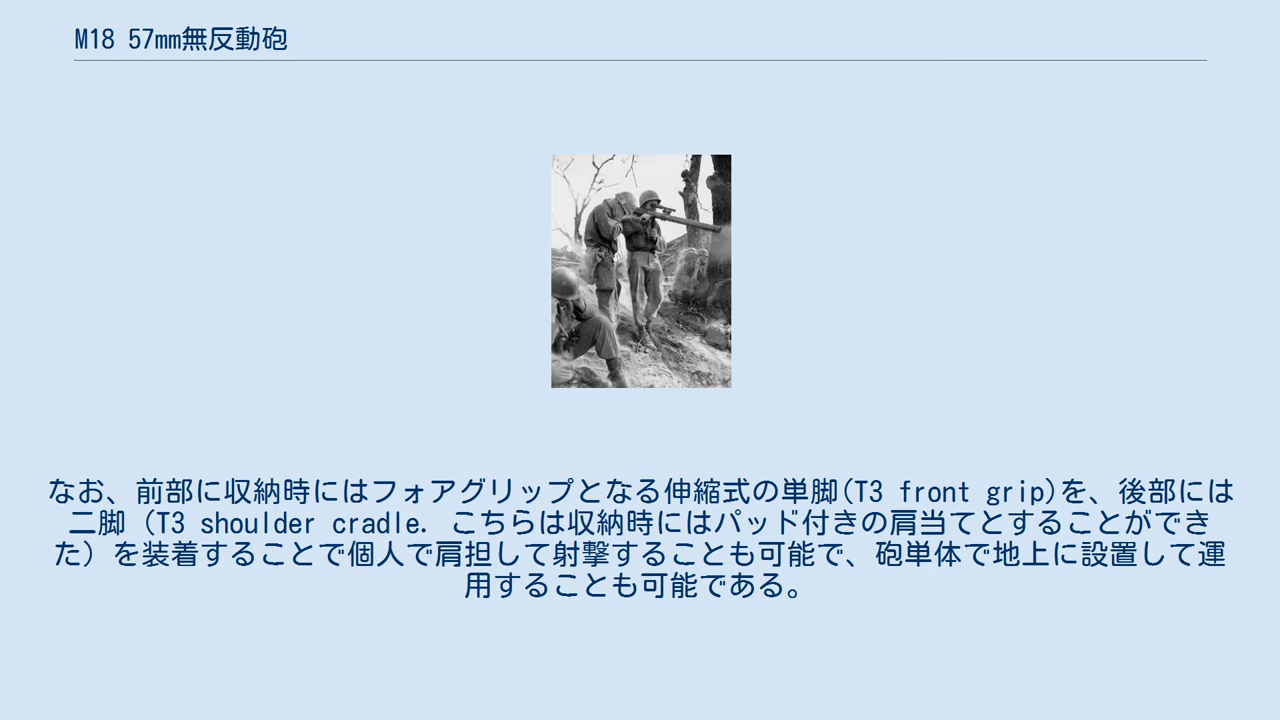 M18 57mm無反動砲
なお、前部に収納時にはフォアグリップとなる伸縮式の単脚(T3 front grip)を、後部には
二脚（T3 shoulder cradle. こちらは収納時にはパッド付きの肩当てとすることができ
た）を装着することで個人で肩担して射撃することも可能で、砲単体で地上に設置して運
用することも可能である。